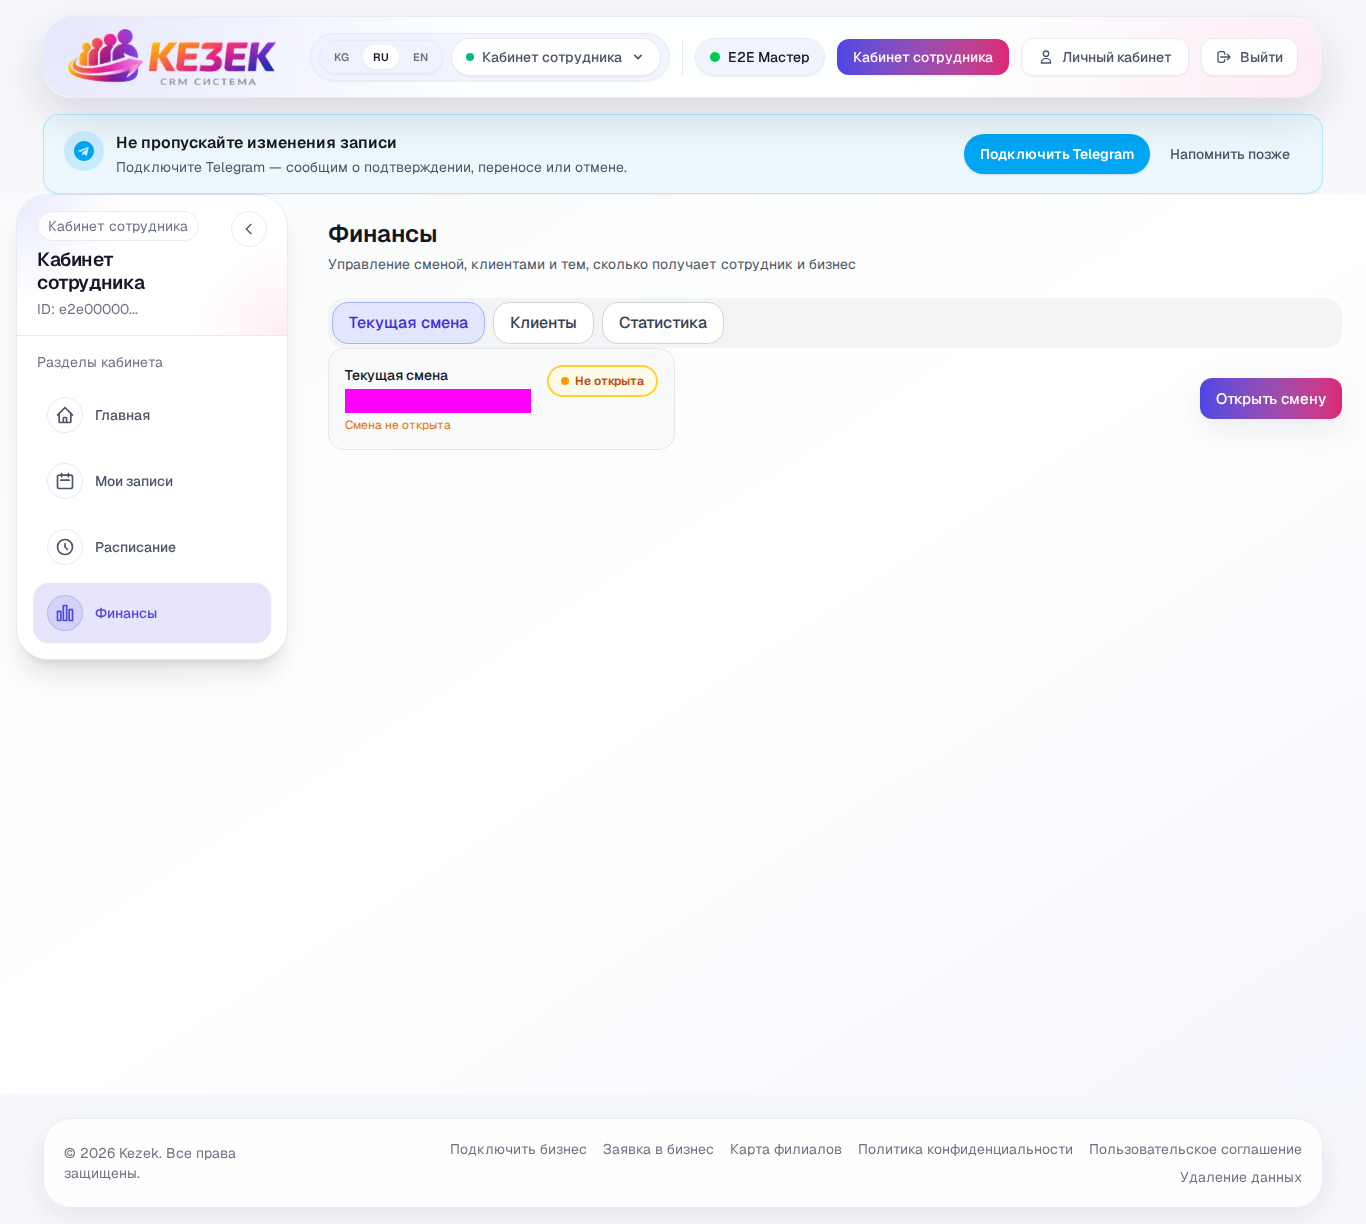 КЕЗЕК
CRM СИСТЕМА
KG
RU
EN
Кабинет сотрудника
E2E Мастер
Кабинет сотрудника
Личный кабинет
Выйти
Не пропускайте изменения записи
Подключите Telegram — сообщим о подтверждении, переносе или отмене.
Подключить Telegram
Напомнить позже
Кабинет сотрудника
Кабинет
сотрудника
ID: e2e00000...
Разделы кабинета
Главная
Мои записи
Расписание
Финансы
Финансы
Управление сменой, клиентами и тем, сколько получает сотрудник и бизнес
Текущая смена
Клиенты
Статистика
Текущая смена
Не открыта
Смена не открыта
Открыть смену
© 2026 Kezek. Все права
защищены.
Подключить бизнес
Заявка в бизнес
Карта филиалов
Политика конфиденциальности
Пользовательское соглашение
Удаление данных